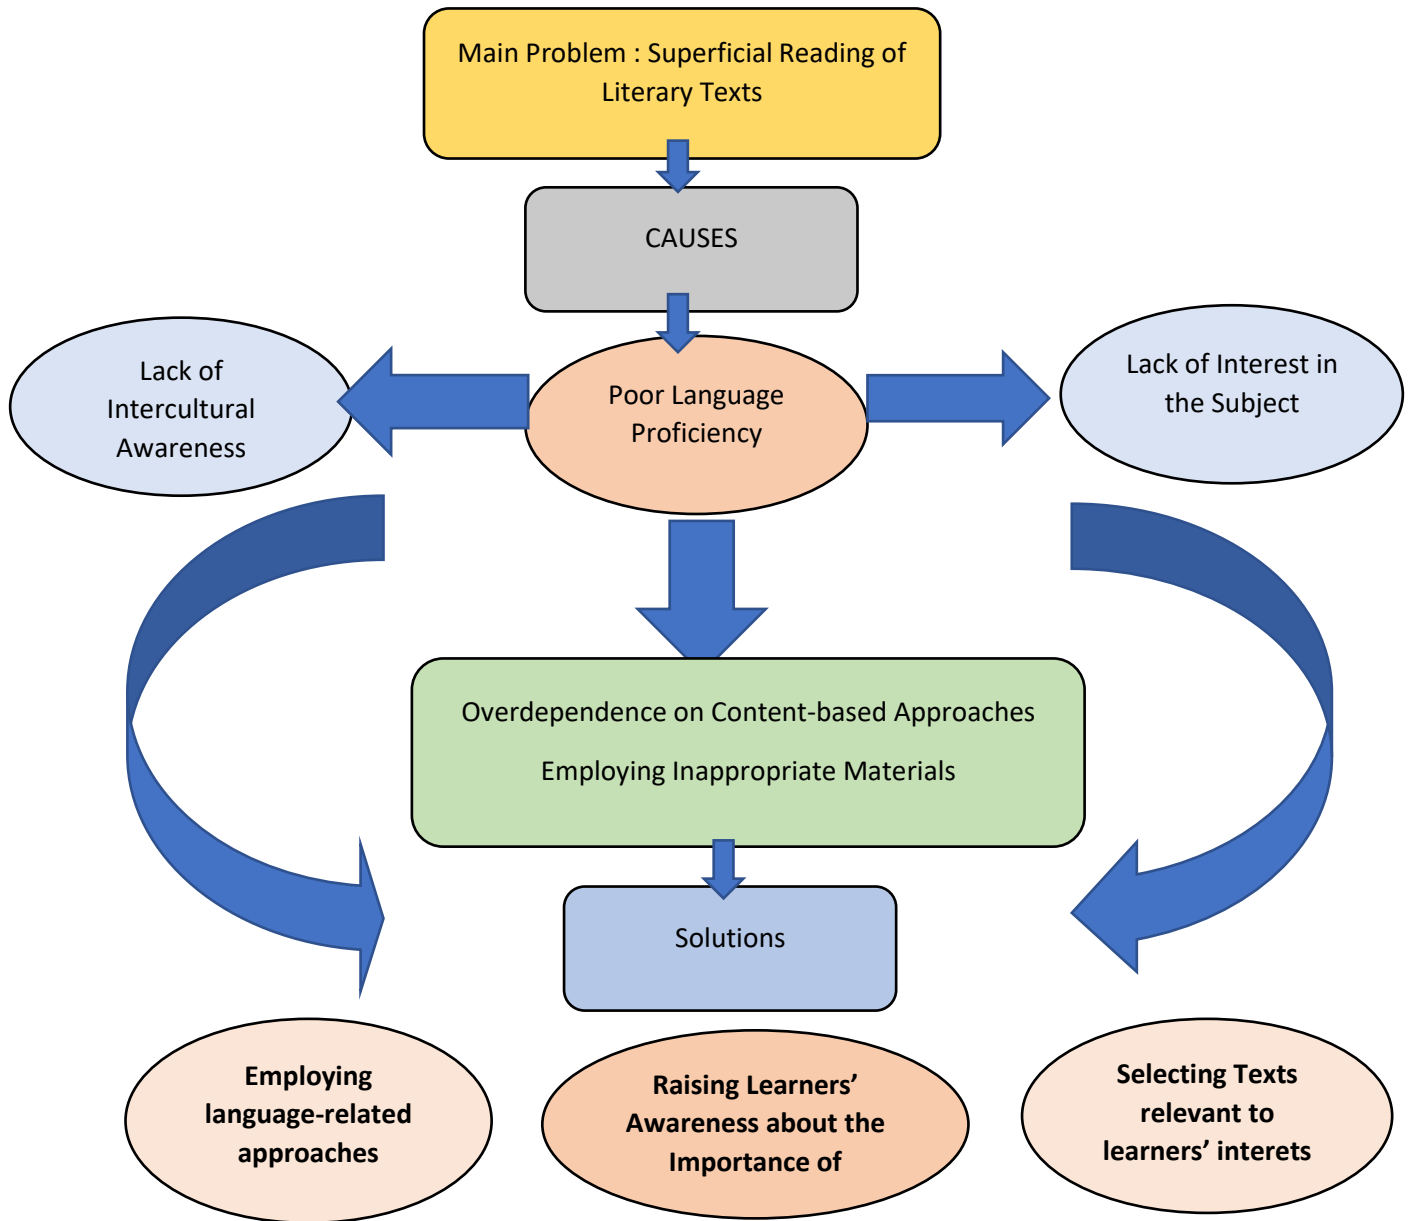 Main Problem : Superficial Reading of
Literary Texts
CAUSES
Lack of
Intercultural
Awareness
Poor Language
Proficiency
Lack of Interest in
the Subject
Overdependence on Content-based Approaches
Employing Inappropriate Materials
Solutions
Employing
language-related
approaches
Raising Learners’
Awareness about the
Importance of
Selecting Texts
relevant to
learners’ interets